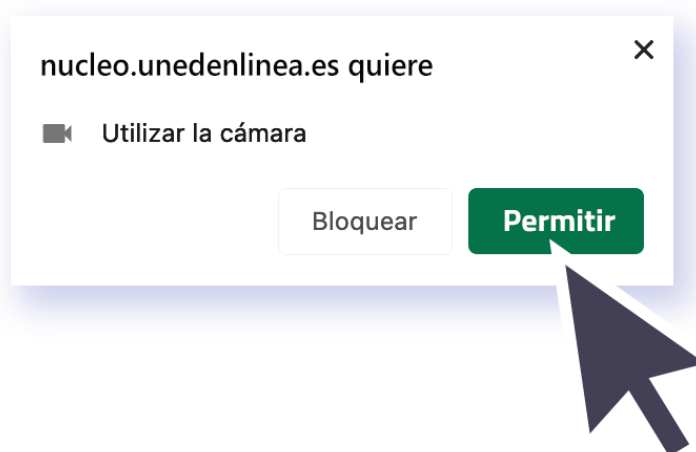 nucleo.unedenlinea.es quiere
Utilizar la cámara
Bloquear
Permitir